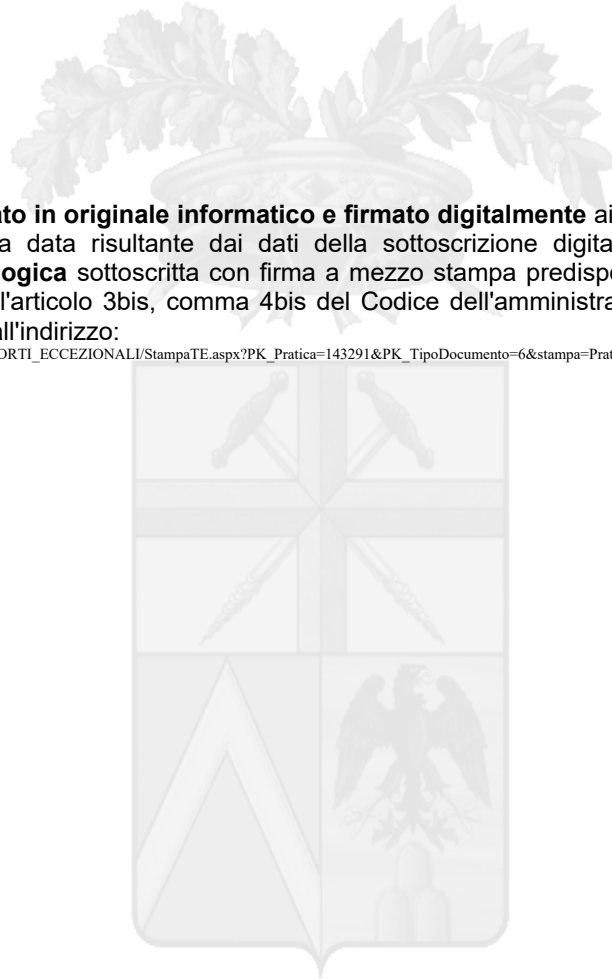 ato in originale informatico e firmato digitalmente ai
a data risultante dai dati della sottoscrizione digita
ogica sottoscritta con firma a mezzo stampa predispo
l'articolo 3bis, comma 4bis del Codice dell'amministra
all'indirizzo:
ORTI_ECCEZIONALI/StampaTE.aspx?PK_Pratica=143291&PK_TipoDocumento=6&stampa=Prat